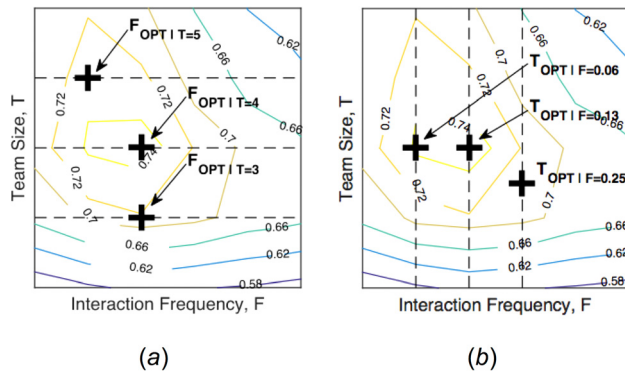 F OPT | T=5
F OPT | T=4
F OPT | T=3
0.62
0.66
0.66
0.72
0.7
0.74
0.72
0.7
0.66
0.66
0.62
0.62
0.58
Team Size, T
Interaction Frequency, F
(a)
T OPT | F=0.06
T OPT | F=0.13
T OPT | F=0.25
0.62
0.66
0.66
0.72
0.7
0.72
0.74
0.72
0.7
0.66
0.66
0.62
0.62
0.58
Team Size, T
Interaction Frequency, F
(b)